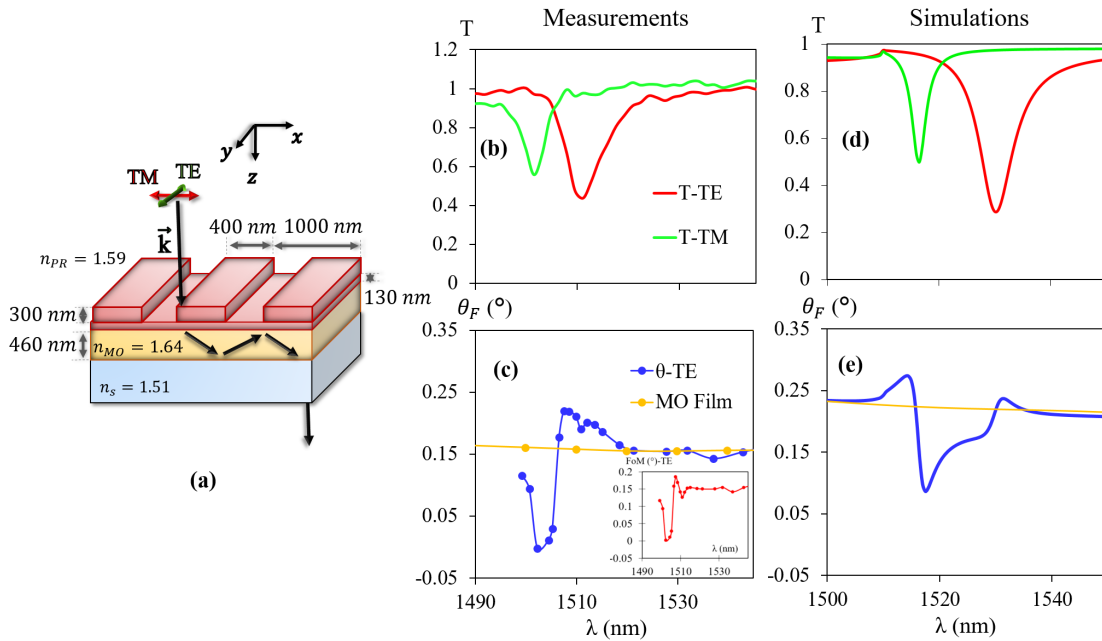 Measurements
Simulations
T
1.2
1
0.8
0.6
0.4
0.2
0
(b)
T-TE
T-TM
T
1
0.8
0.6
0.4
0.2
0
(d)
x
y
z
TM
TE
k
400 nm
1000 nm
n_PR = 1.59
130 nm
300 nm
460 nm
n_MO = 1.64
n_s = 1.51
(a)
θ_F (°)
0.35
0.25
0.15
0.05
-0.05
(c)
θ-TE
MO Film
FoM (°)-TE
0.2
0.15
0.1
0.05
0
-0.05
λ (nm)
1490
1510
1530
1490
1510
1530
λ (nm)
θ_F (°)
0.35
0.25
0.15
0.05
-0.05
(e)
1500
1520
1540
λ (nm)